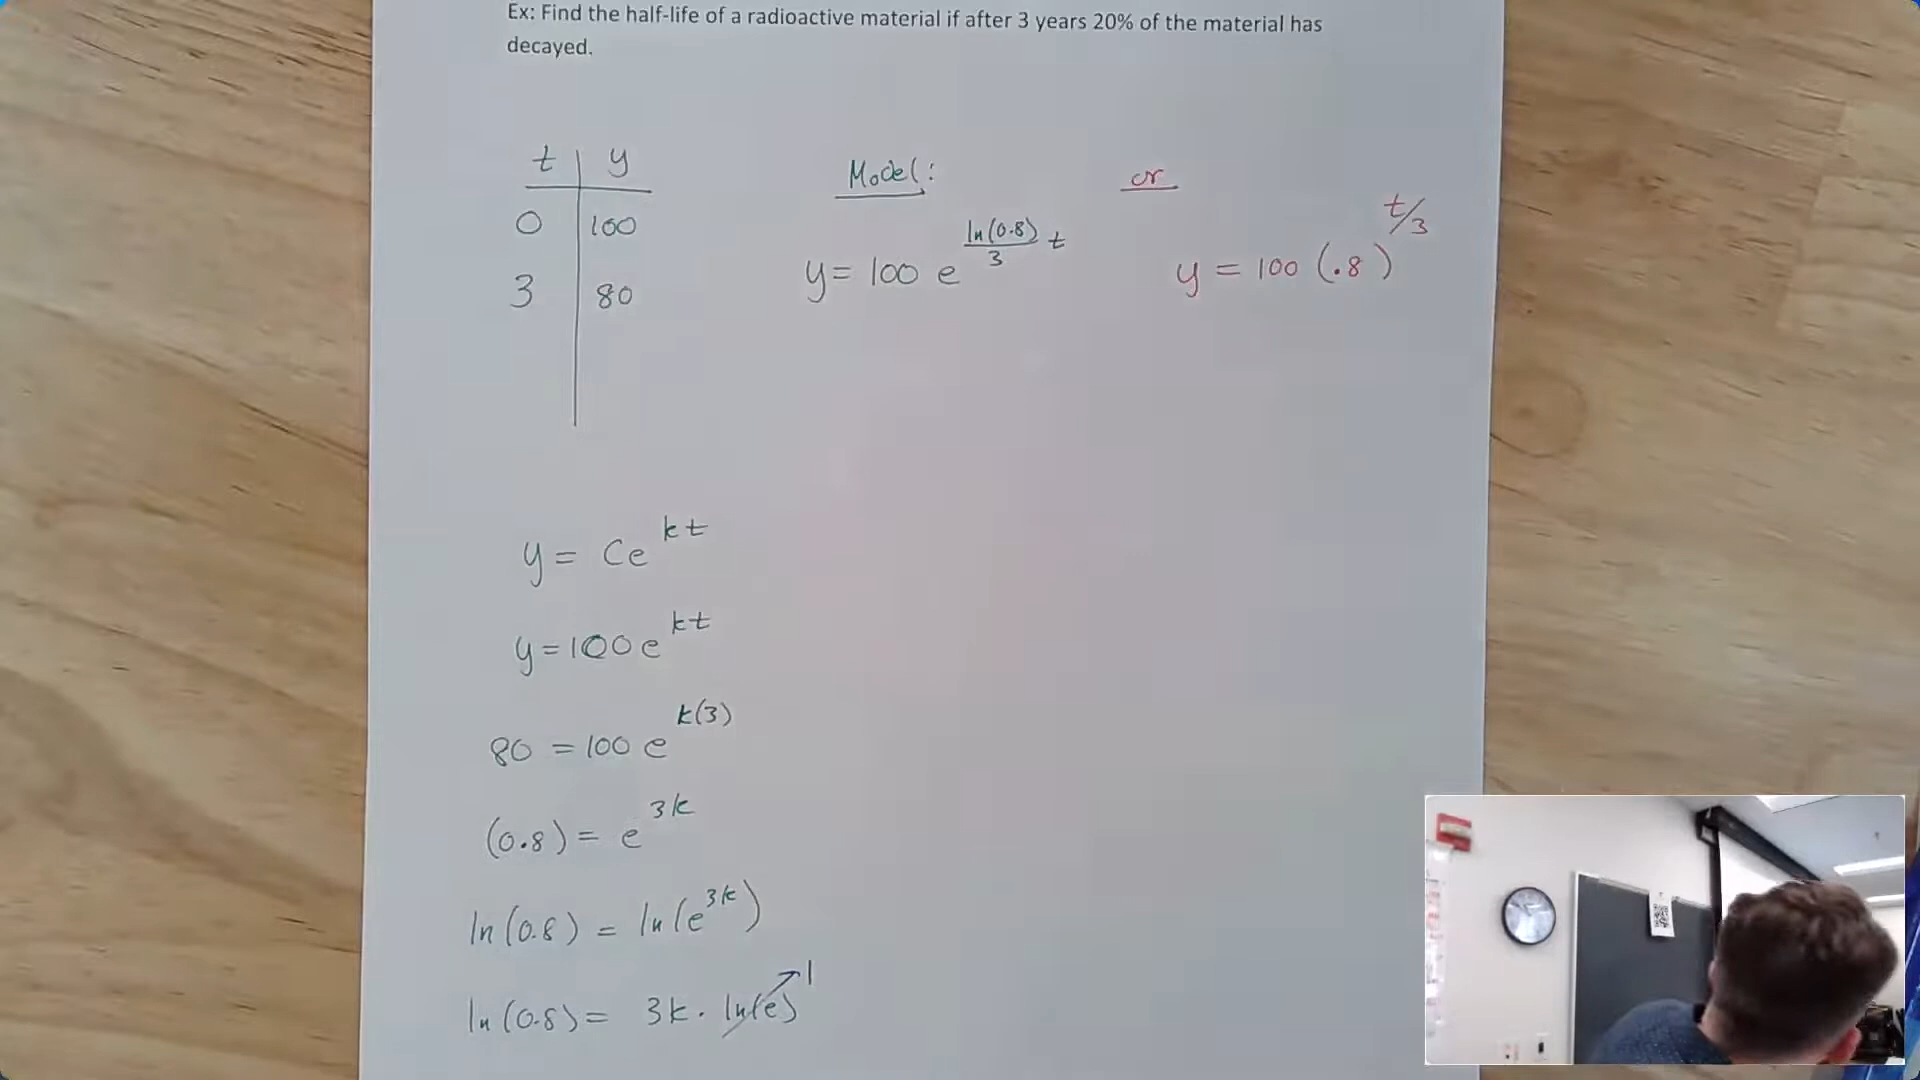 Ex: Find the half-life of a radioactive material if after 3 years 20% of the material has
decayed.
t y
0 100
3 80
Model:
y = 100 e^(ln(0.8)/3 t)
or
y = 100 (.8)^(t/3)
y = Ce^(kt)
y = 100 e^(kt)
80 = 100 e^(k(3))
(0.8) = e^(3k)
ln(0.8) = ln(e^(3k))
ln(0.8) = 3k · ln(e) 1